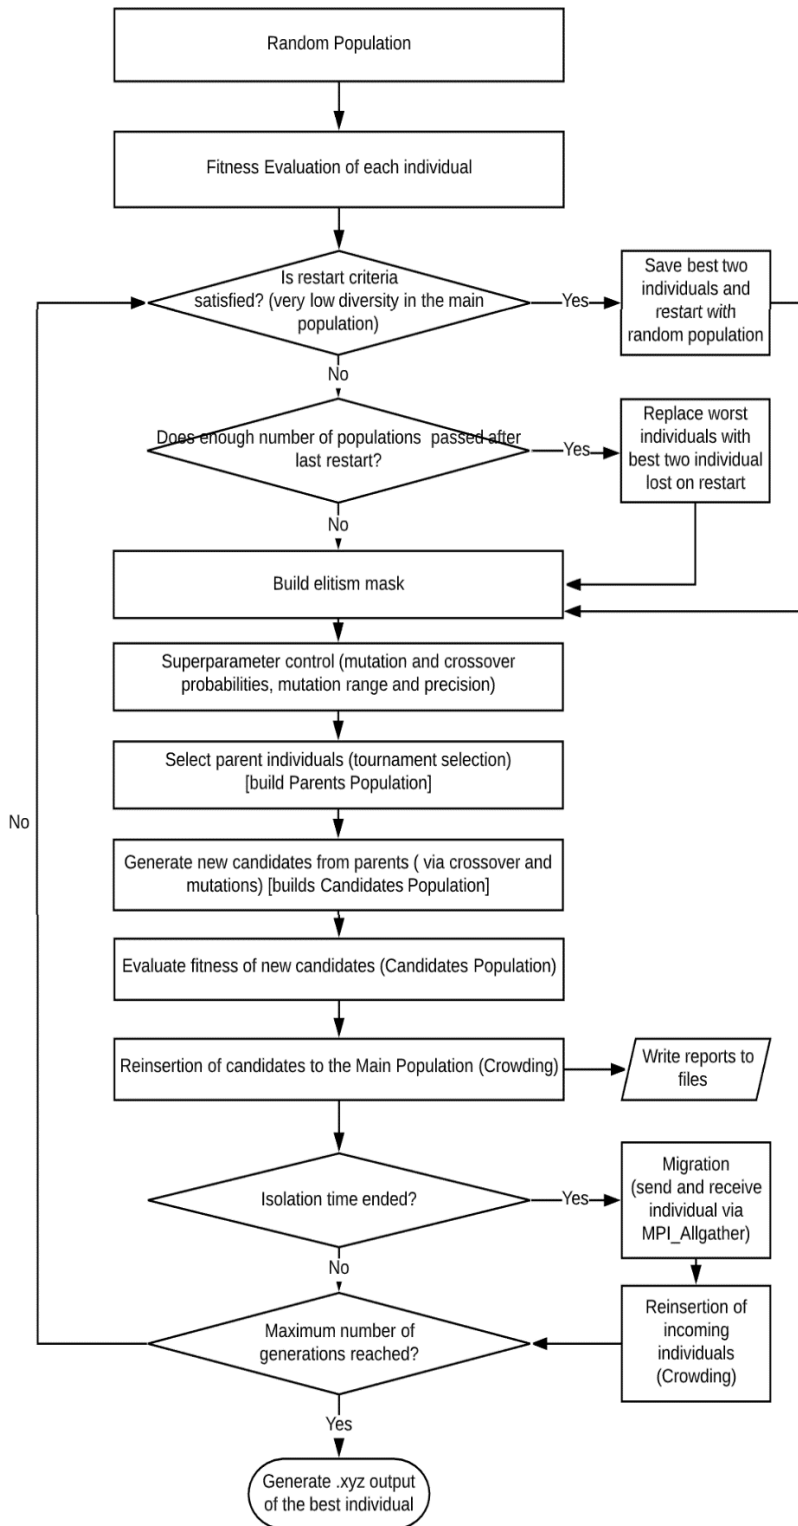 Random Population
Fitness Evaluation of each individual
Is restart criteria
satisfied? (very low diversity in the main
population)
Yes
Save best two
individuals and
restart with
random population
No
Does enough number of populations passed after
last restart?
Yes
Replace worst
individuals with
best two individual
lost on restart
No
Build elitism mask
Superparameter control (mutation and crossover
probabilities, mutation range and precision)
Select parent individuals (tournament selection)
[build Parents Population]
No
Generate new candidates from parents ( via crossover and
mutations) [builds Candidates Population]
Evaluate fitness of new candidates (Candidates Population)
Reinsertion of candidates to the Main Population (Crowding)
Write reports to
files
Isolation time ended?
Yes
Migration
(send and receive
individual via
MPI_Allgather)
No
Reinsertion of
incoming
individuals
(Crowding)
Maximum number of
generations reached?
Yes
Generate .xyz output
of the best individual